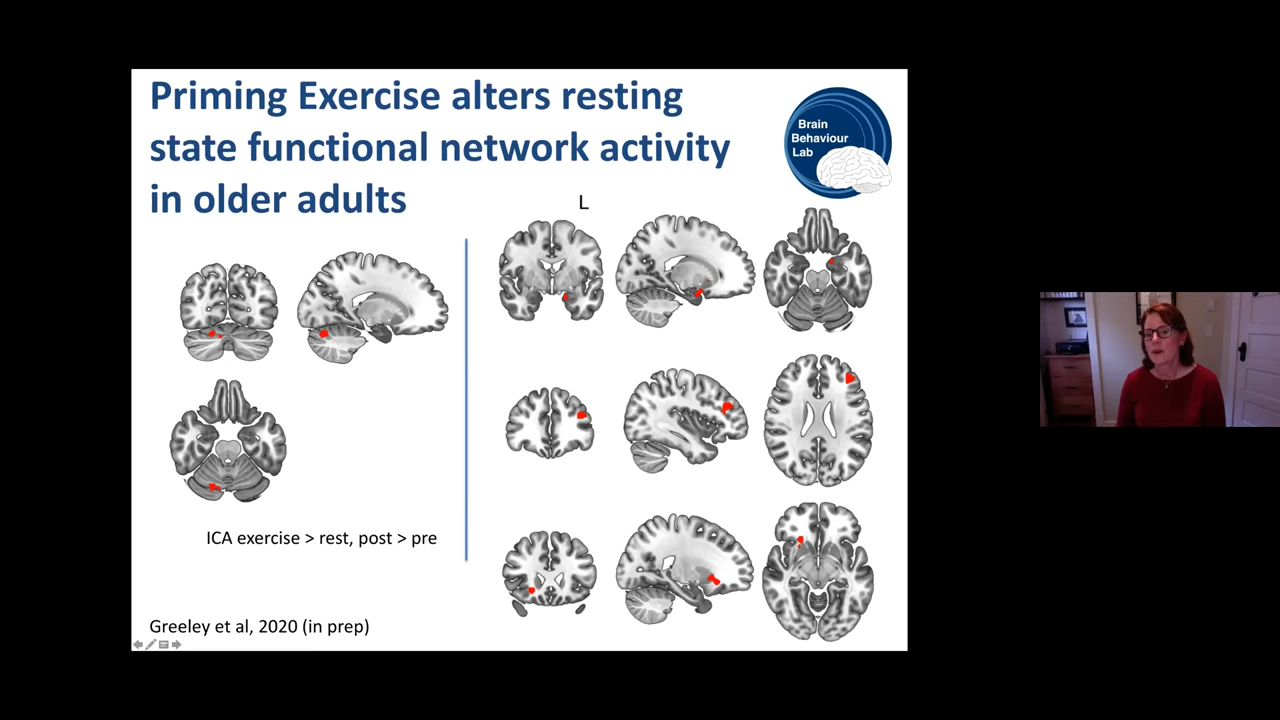 Priming Exercise alters resting
state functional network activity
in older adults
Brain
Behaviour
Lab
L
ICA exercise > rest, post > pre
Greeley et al, 2020 (in prep)